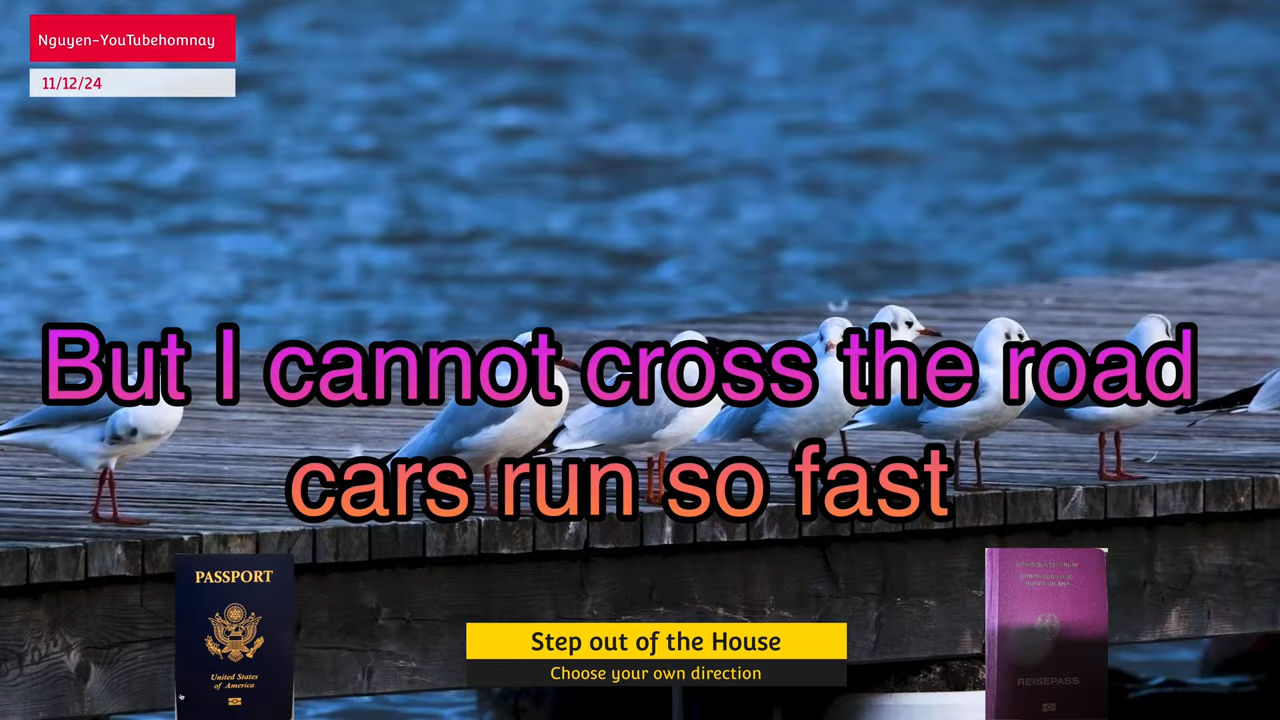 Nguyen-YouTubehomnay
11/12/24
But I cannot cross the road
cars run so fast
PASSPORT
United States
of America
Step out of the House
Choose your own direction
REISEPASS